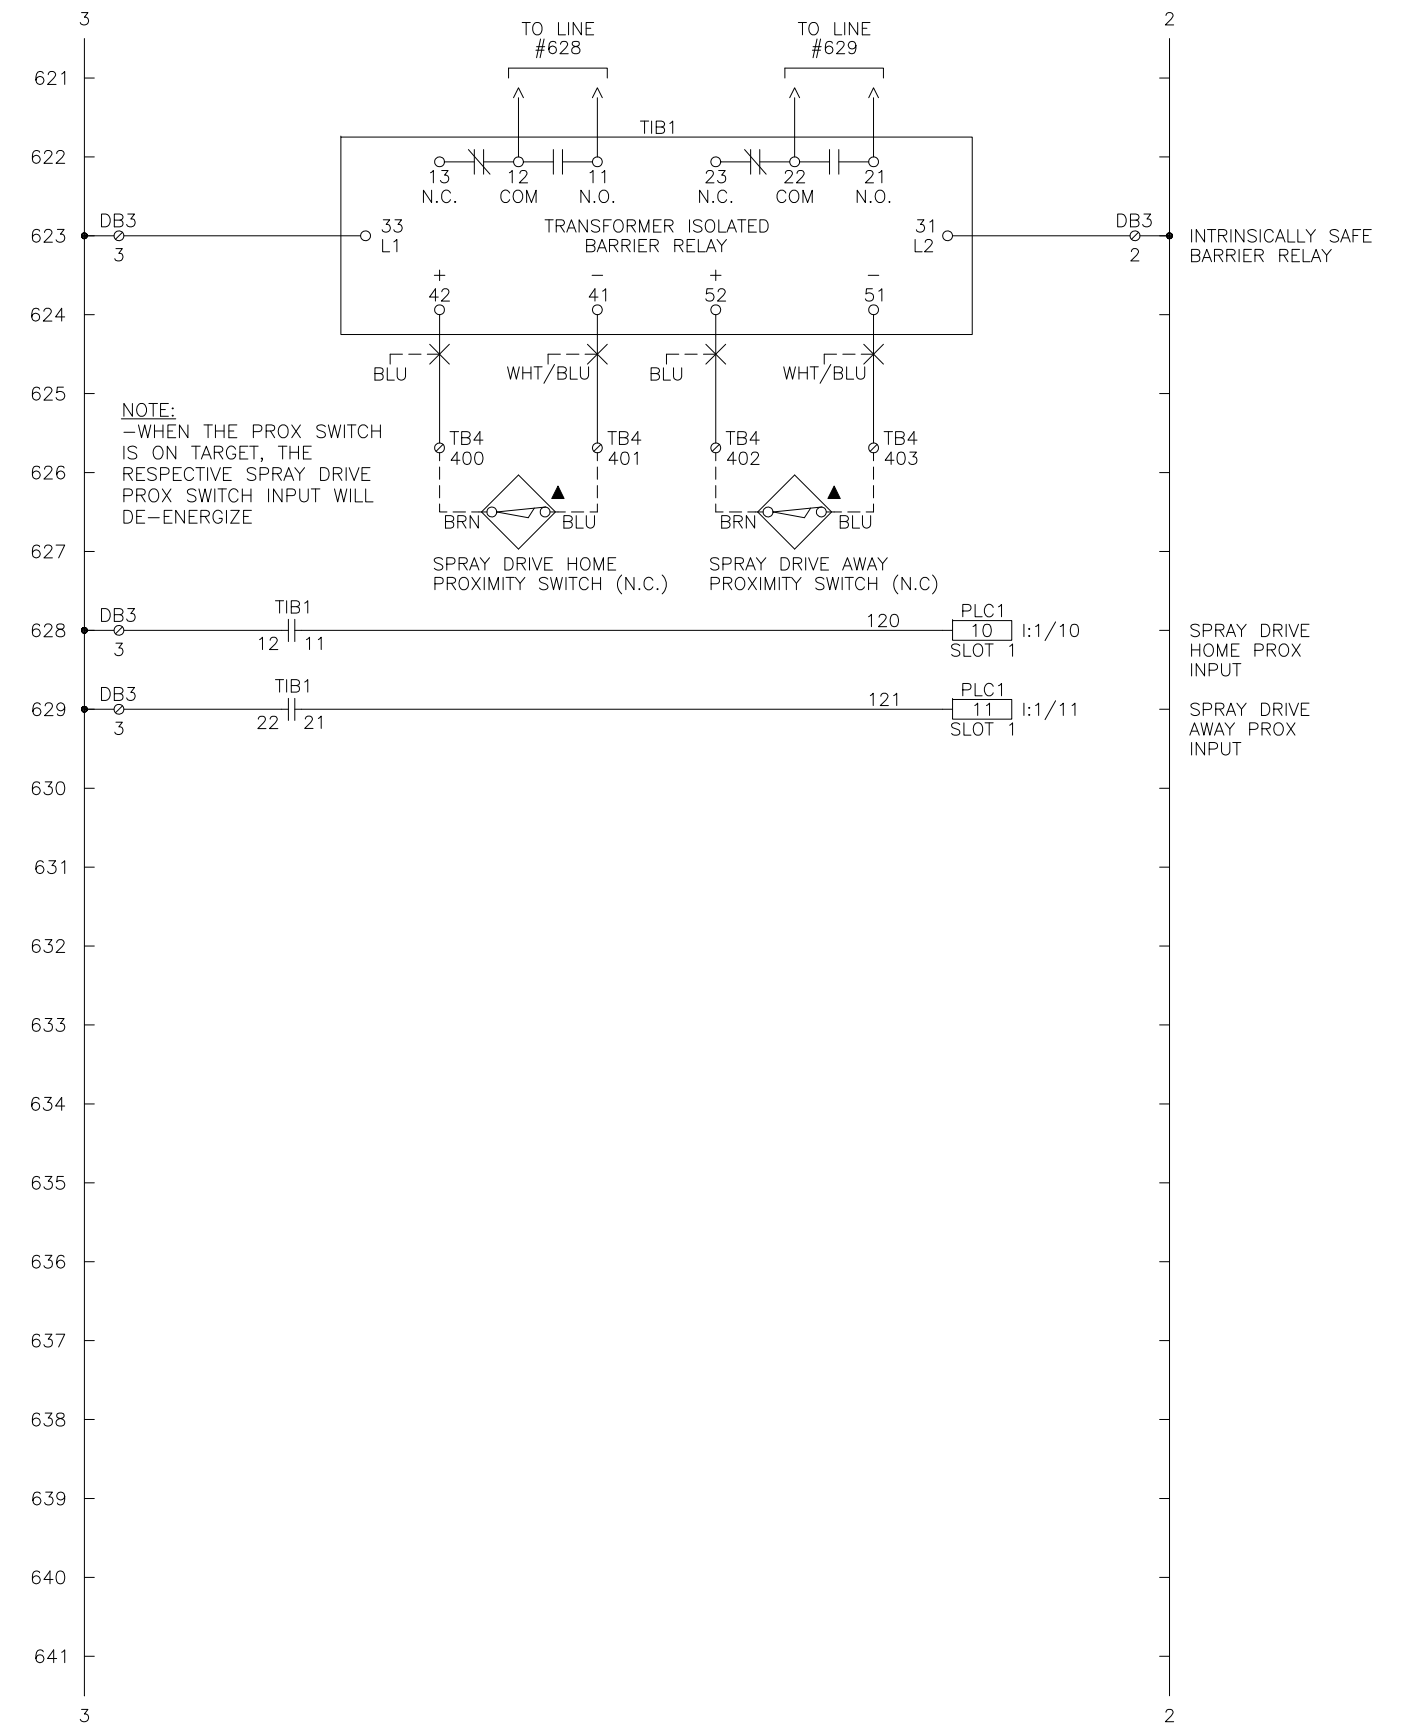 3
2
TO LINE
#628
TO LINE
#629
621
TIB1
622
13
12
11
23
22
21
N.C.
COM
N.O.
N.C.
COM
N.O.
DB3
33
TRANSFORMER ISOLATED
31
DB3
623
L1
BARRIER RELAY
L2
INTRINSICALLY SAFE
3
2
BARRIER RELAY
+
−
+
−
42
41
52
51
624
BLU
WHT/BLU
BLU
WHT/BLU
625
NOTE:
−WHEN THE PROX SWITCH
IS ON TARGET, THE
RESPECTIVE SPRAY DRIVE
PROX SWITCH INPUT WILL
DE−ENERGIZE
TB4
400
TB4
401
TB4
402
TB4
403
626
BRN
BLU
BRN
BLU
627
SPRAY DRIVE HOME
PROXIMITY SWITCH (N.C.)
SPRAY DRIVE AWAY
PROXIMITY SWITCH (N.C)
628
DB3
3
TIB1
12
11
120
PLC1
10
I:1/10
SLOT 1
SPRAY DRIVE
HOME PROX
INPUT
629
DB3
3
TIB1
22
21
121
PLC1
11
I:1/11
SLOT 1
SPRAY DRIVE
AWAY PROX
INPUT
630
631
632
633
634
635
636
637
638
639
640
641
3
2